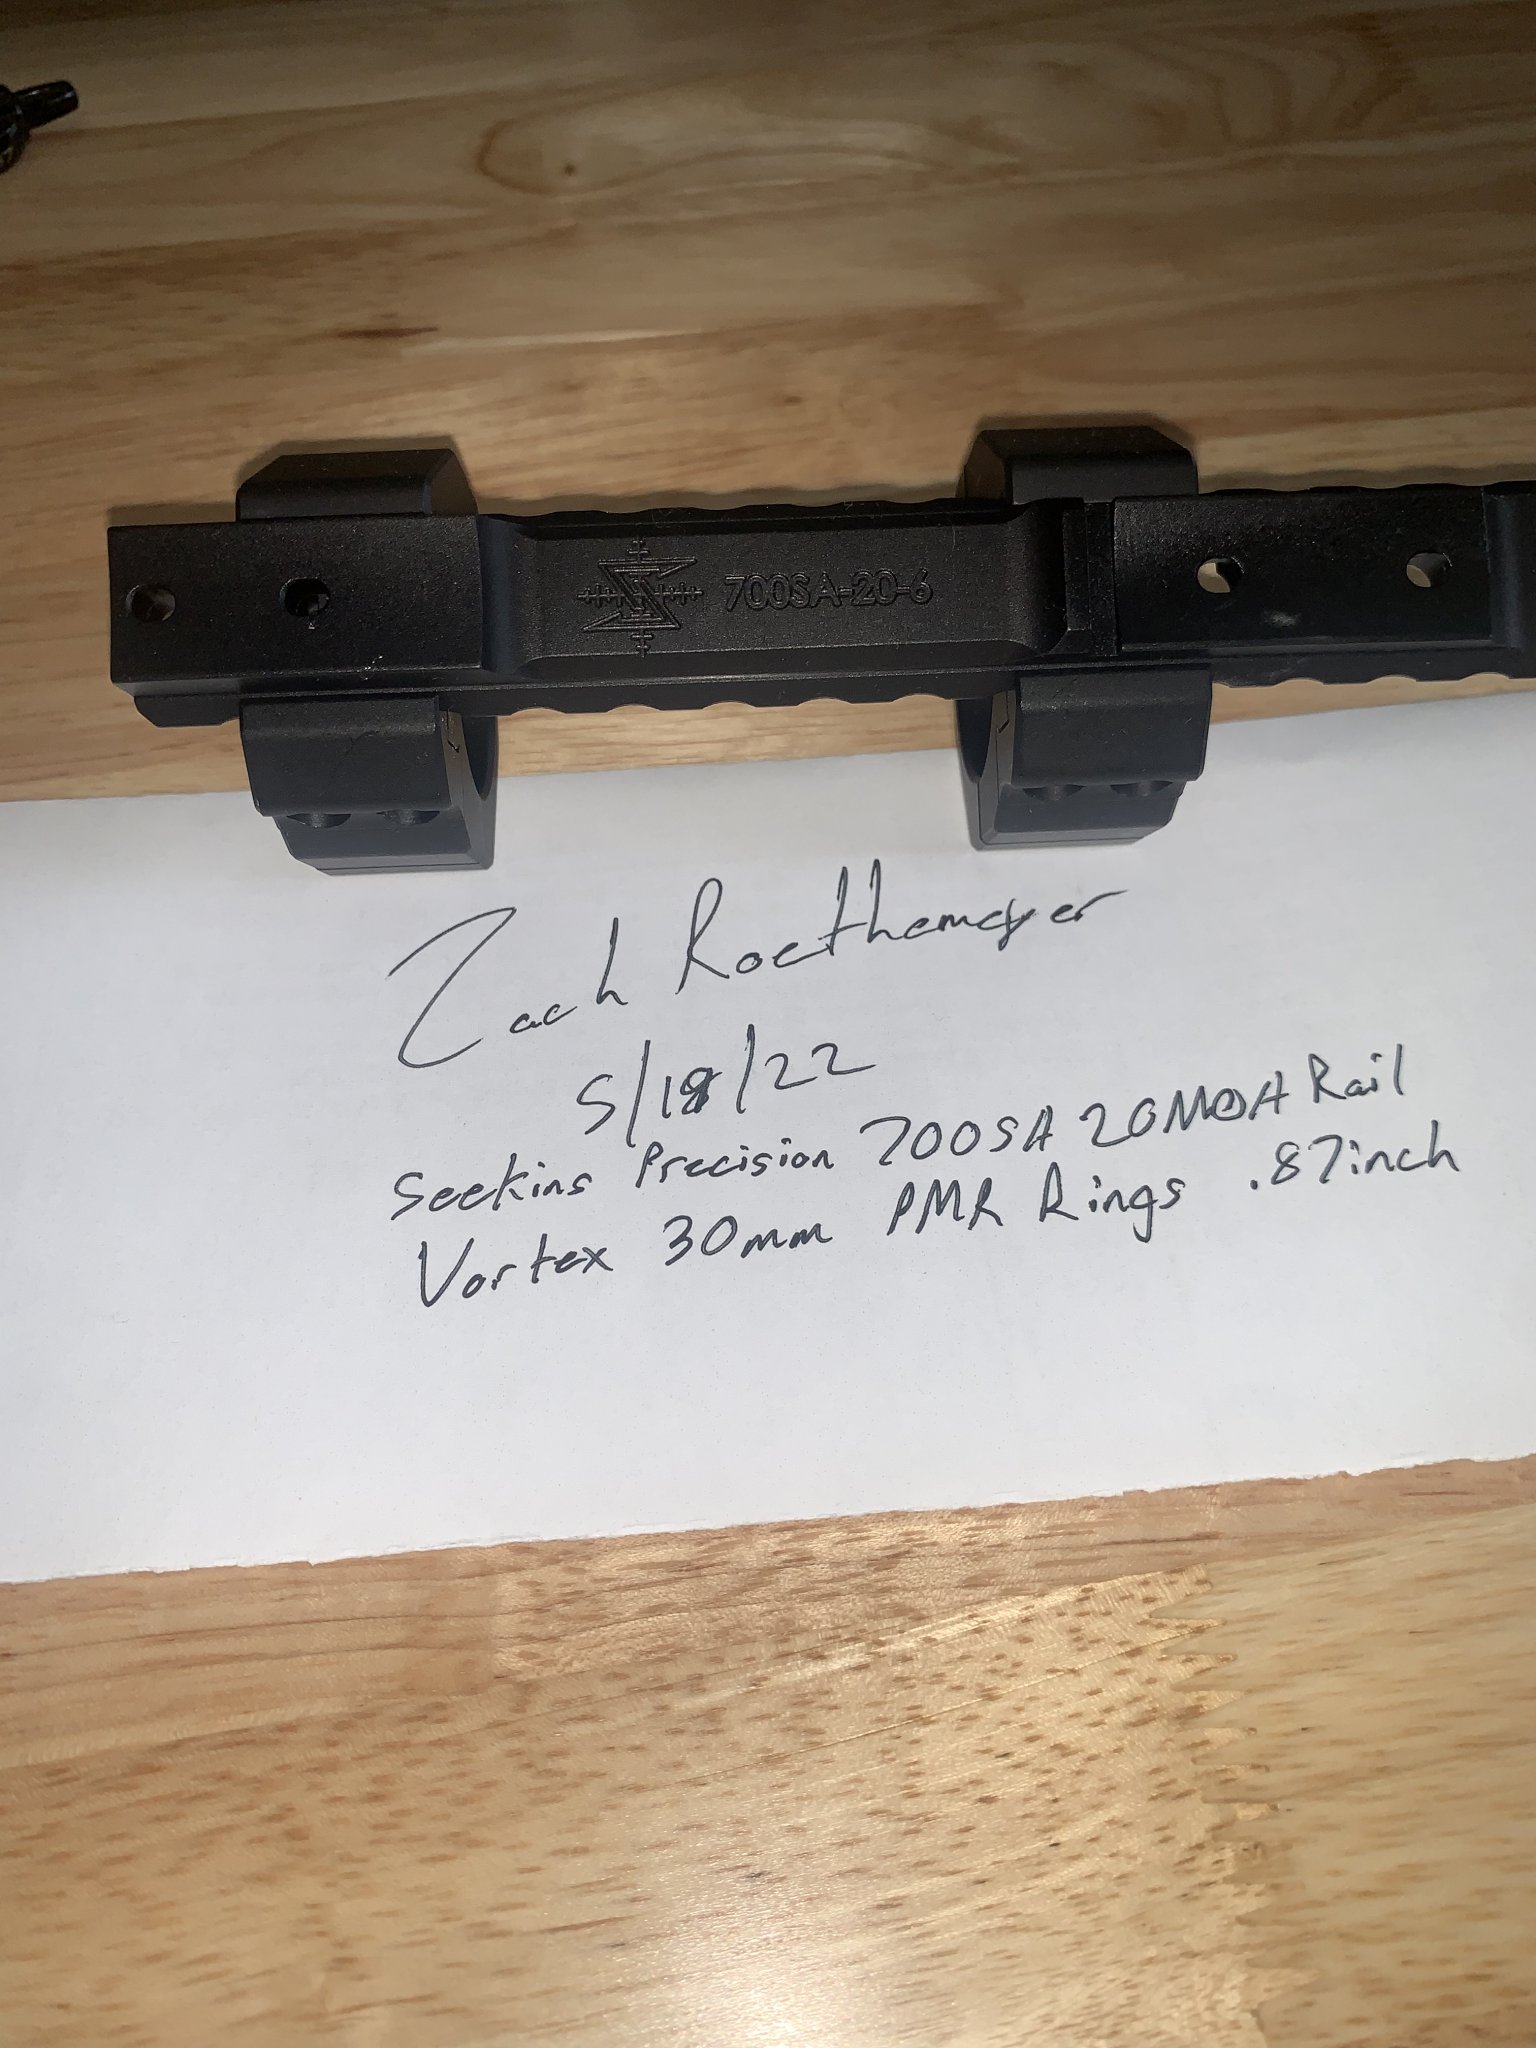 700SA-20-6
Zach Roethemeyer
5/18/22
Seekins Precision 700SA 20MOA Rail
Vortex 30mm PMR Rings .87inch